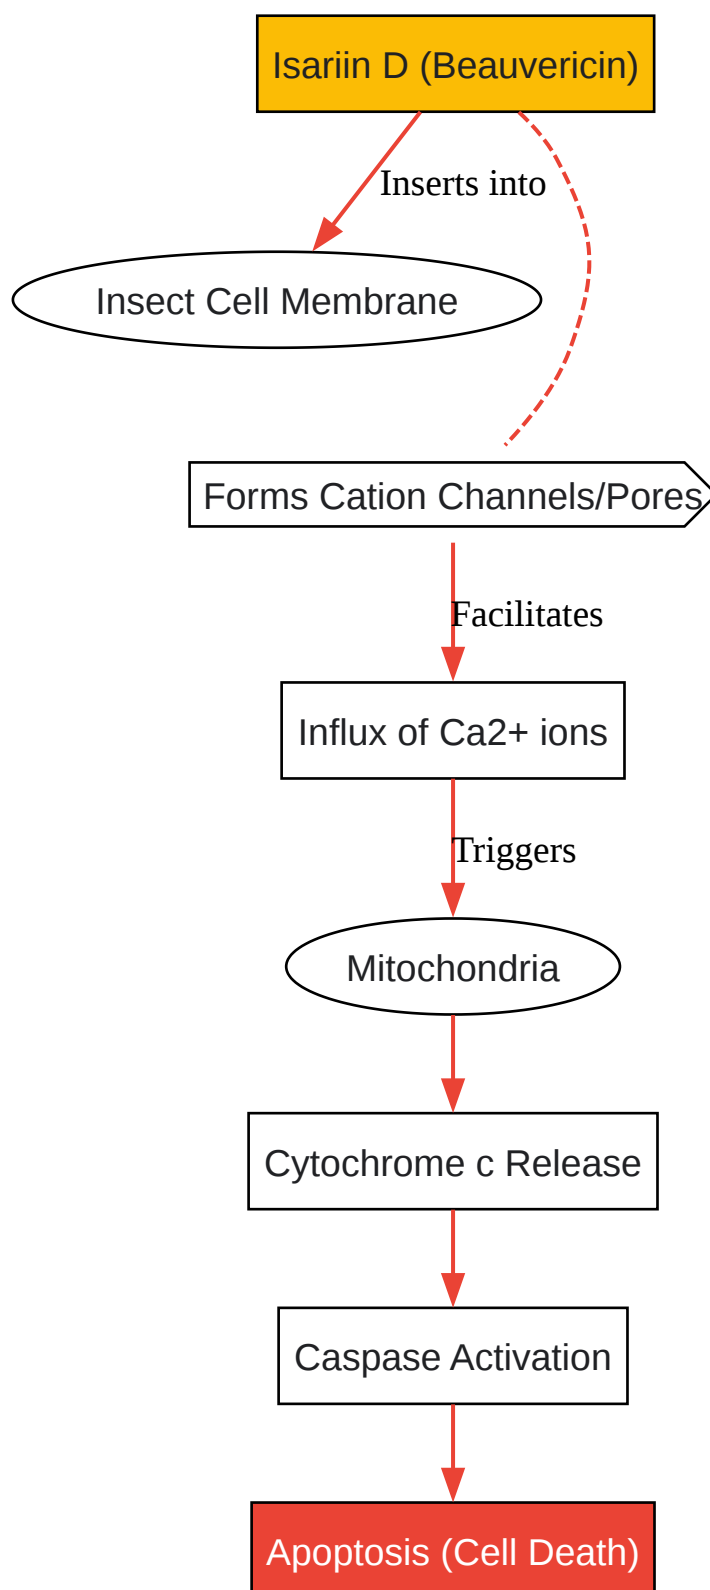 Isariin D (Beauvericin)
Inserts into
Insect Cell Membrane
Forms Cation Channels/Pores
Facilitates
Influx of Ca2+ ions
Triggers
Mitochondria
Cytochrome c Release
Caspase Activation
Apoptosis (Cell Death)